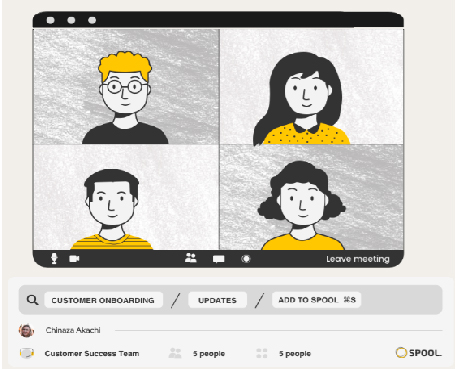 Leave meeting
CUSTOMER ONBOARDING / UPDATES / ADD TO SPOOL ⌘S
Chinaza Akachi
Customer Success Team 5 people 5 people SPOOL.